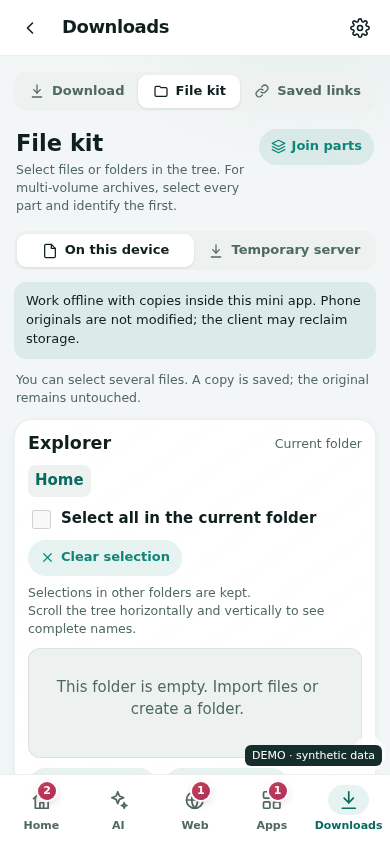 Downloads
Download
File kit
Saved links
File kit
Join parts
Select files or folders in the tree. For
multi-volume archives, select every
part and identify the first.
On this device
Temporary server
Work offline with copies inside this mini app. Phone
originals are not modified; the client may reclaim
storage.
You can select several files. A copy is saved; the original
remains untouched.
Explorer
Current folder
Home
Select all in the current folder
Clear selection
Selections in other folders are kept.
Scroll the tree horizontally and vertically to see
complete names.
This folder is empty. Import files or
create a folder.
DEMO · synthetic data
2
1
1
Home
AI
Web
Apps
Downloads